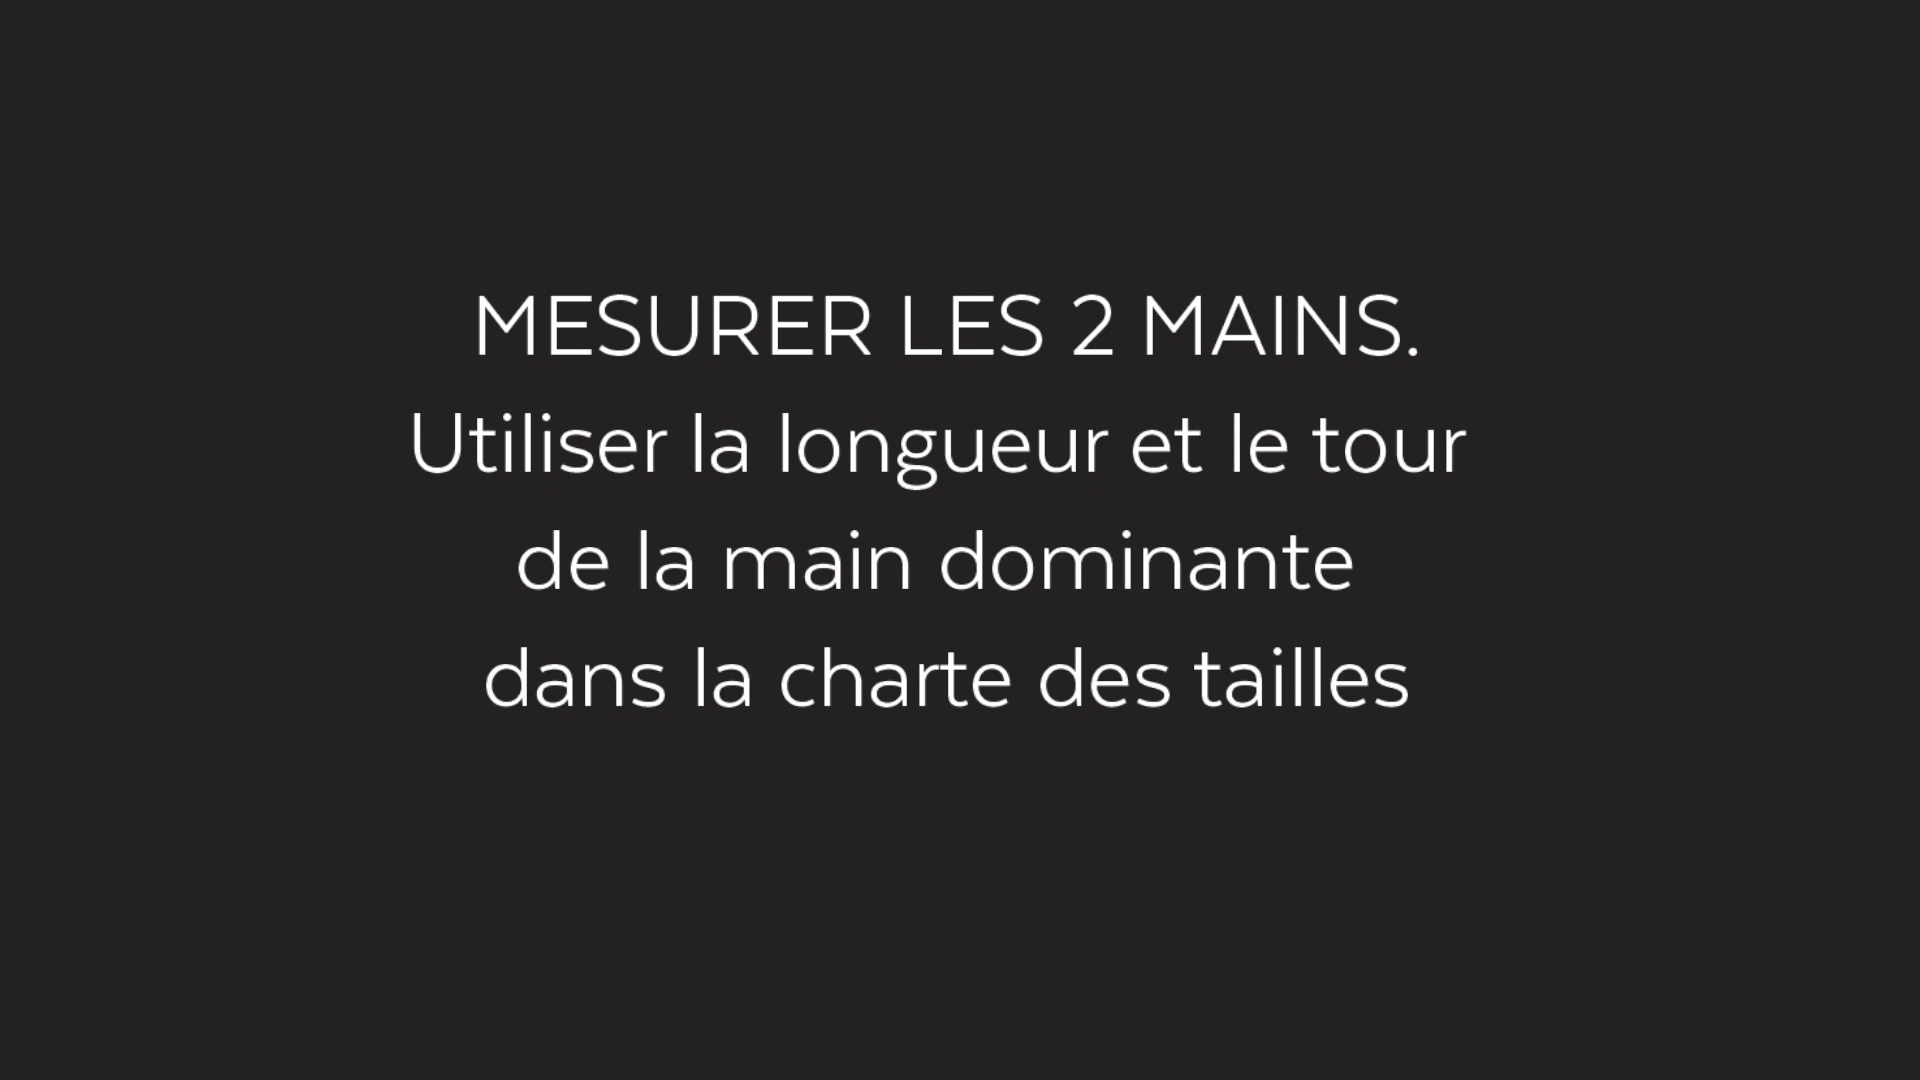 MESURER LES 2 MAINS.
Utiliser la longueur et le tour
de la main dominante
dans la charte des tailles